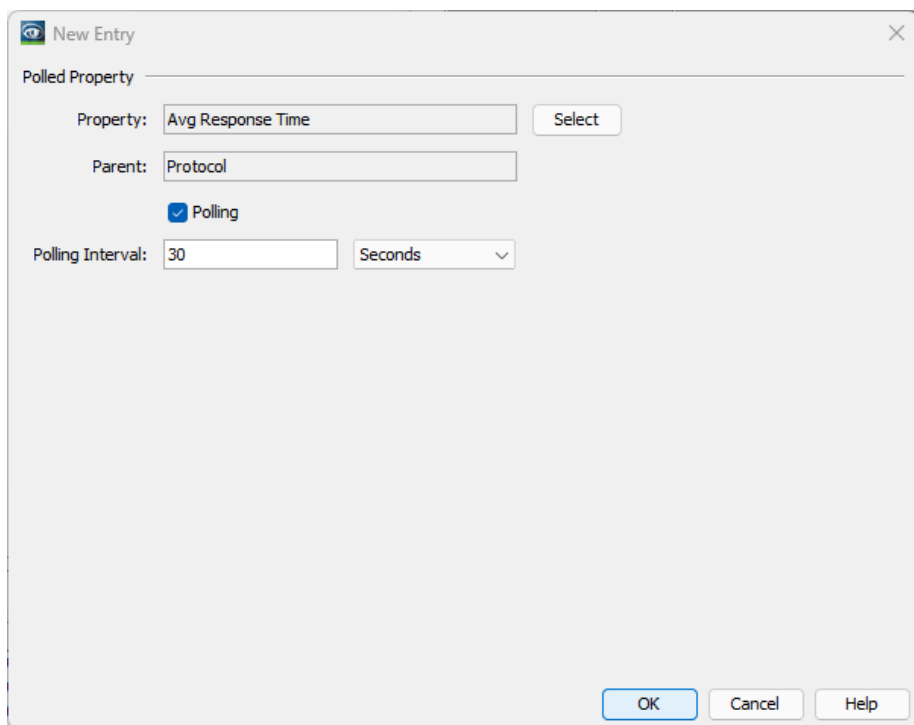 New Entry
Polled Property
Property: Avg Response Time Select
Parent: Protocol
Polling
Polling Interval: 30 Seconds
OK Cancel Help